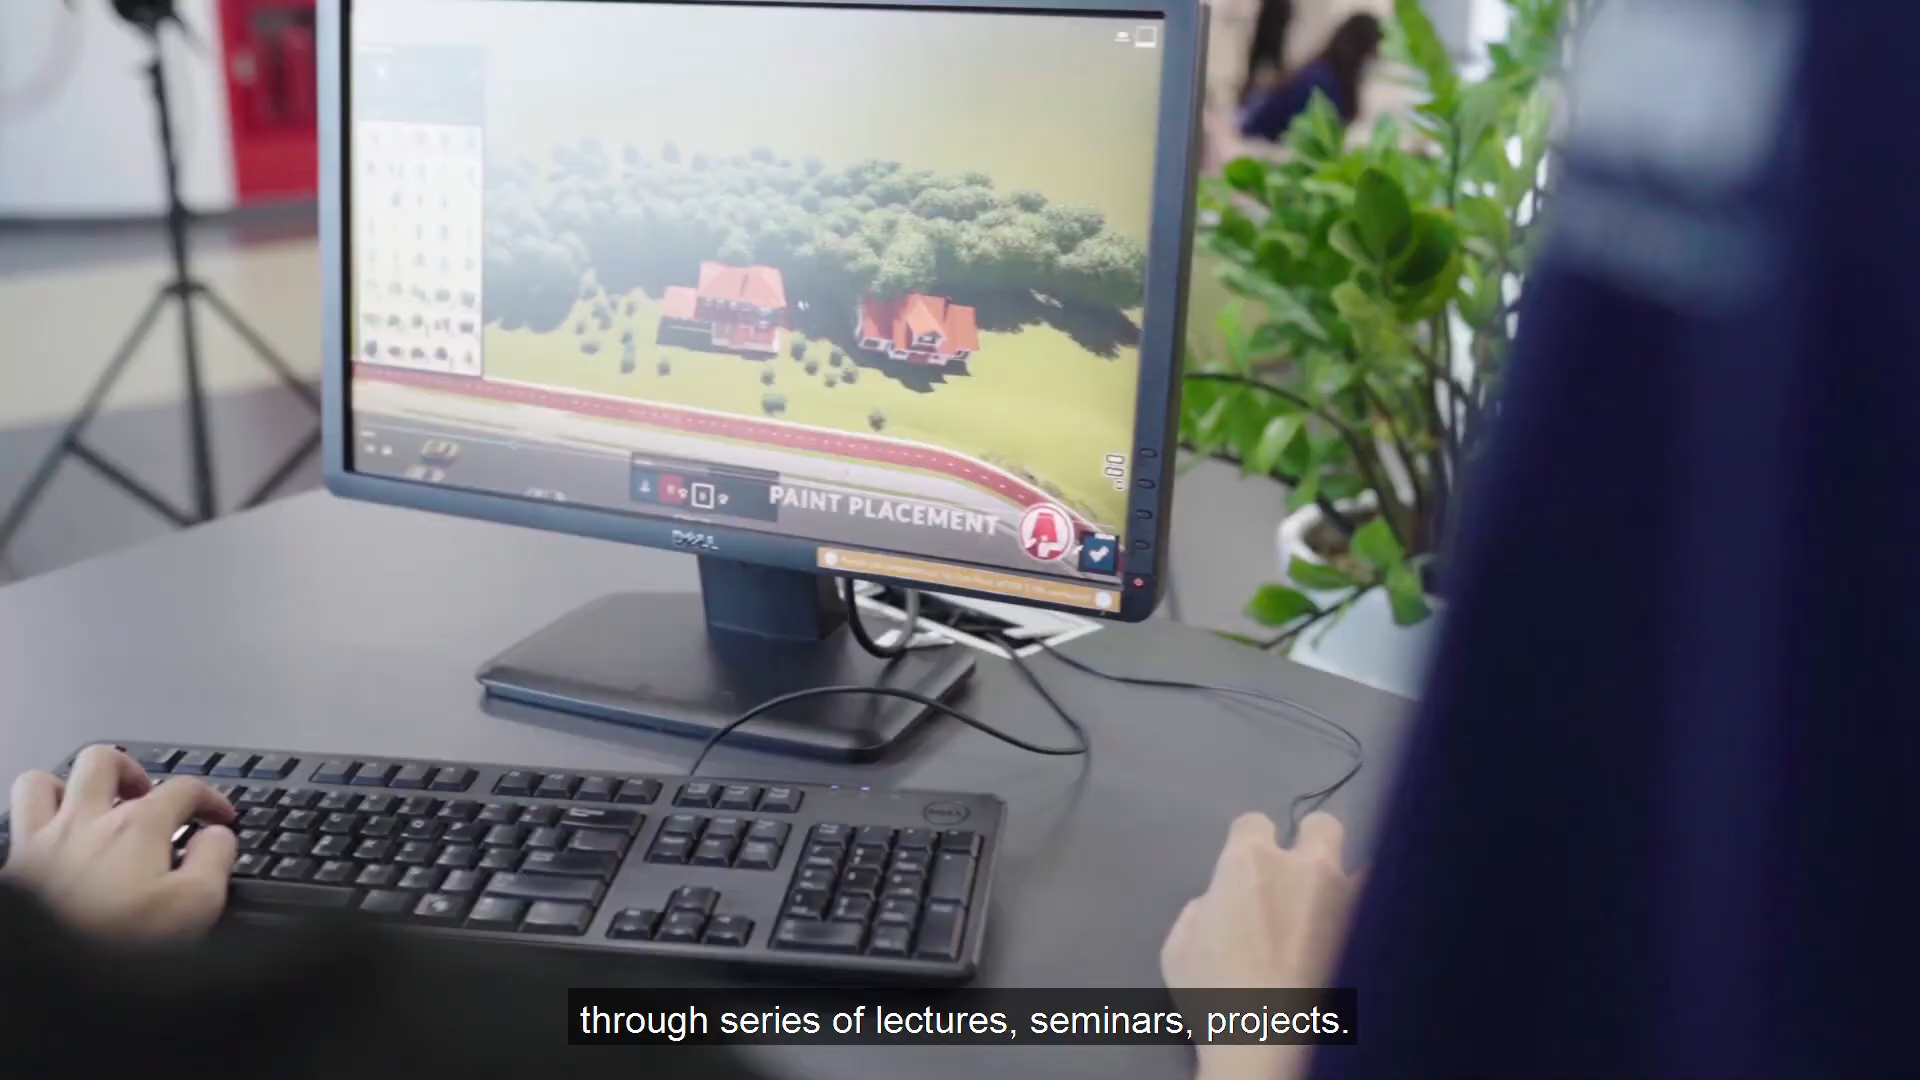 PAINT PLACEMENT
DELL
through series of lectures, seminars, projects.